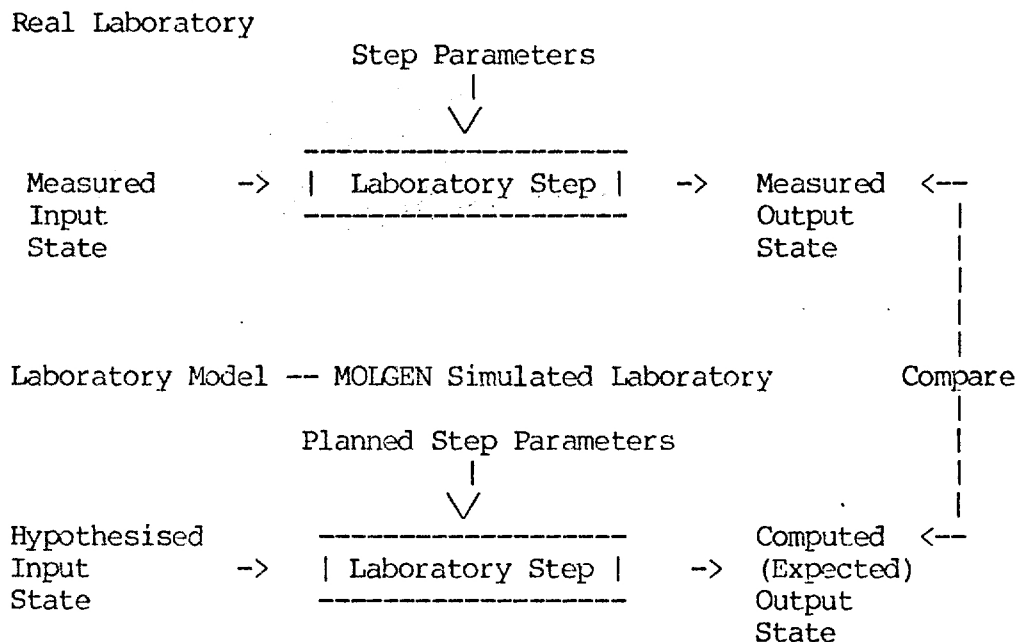 Real Laboratory
Step Parameters
|
\/
--------------------
Measured -> | Laboratory Step | -> Measured <--
Input -------------------- Output |
State State |
|
|
|
Laboratory Model -- MOLGEN Simulated Laboratory Compare
|
Planned Step Parameters |
| |
\/ |
Hypothesised ------------------- Computed <--
Input -> | Laboratory Step | -> (Expected)
State ------------------- Output
State